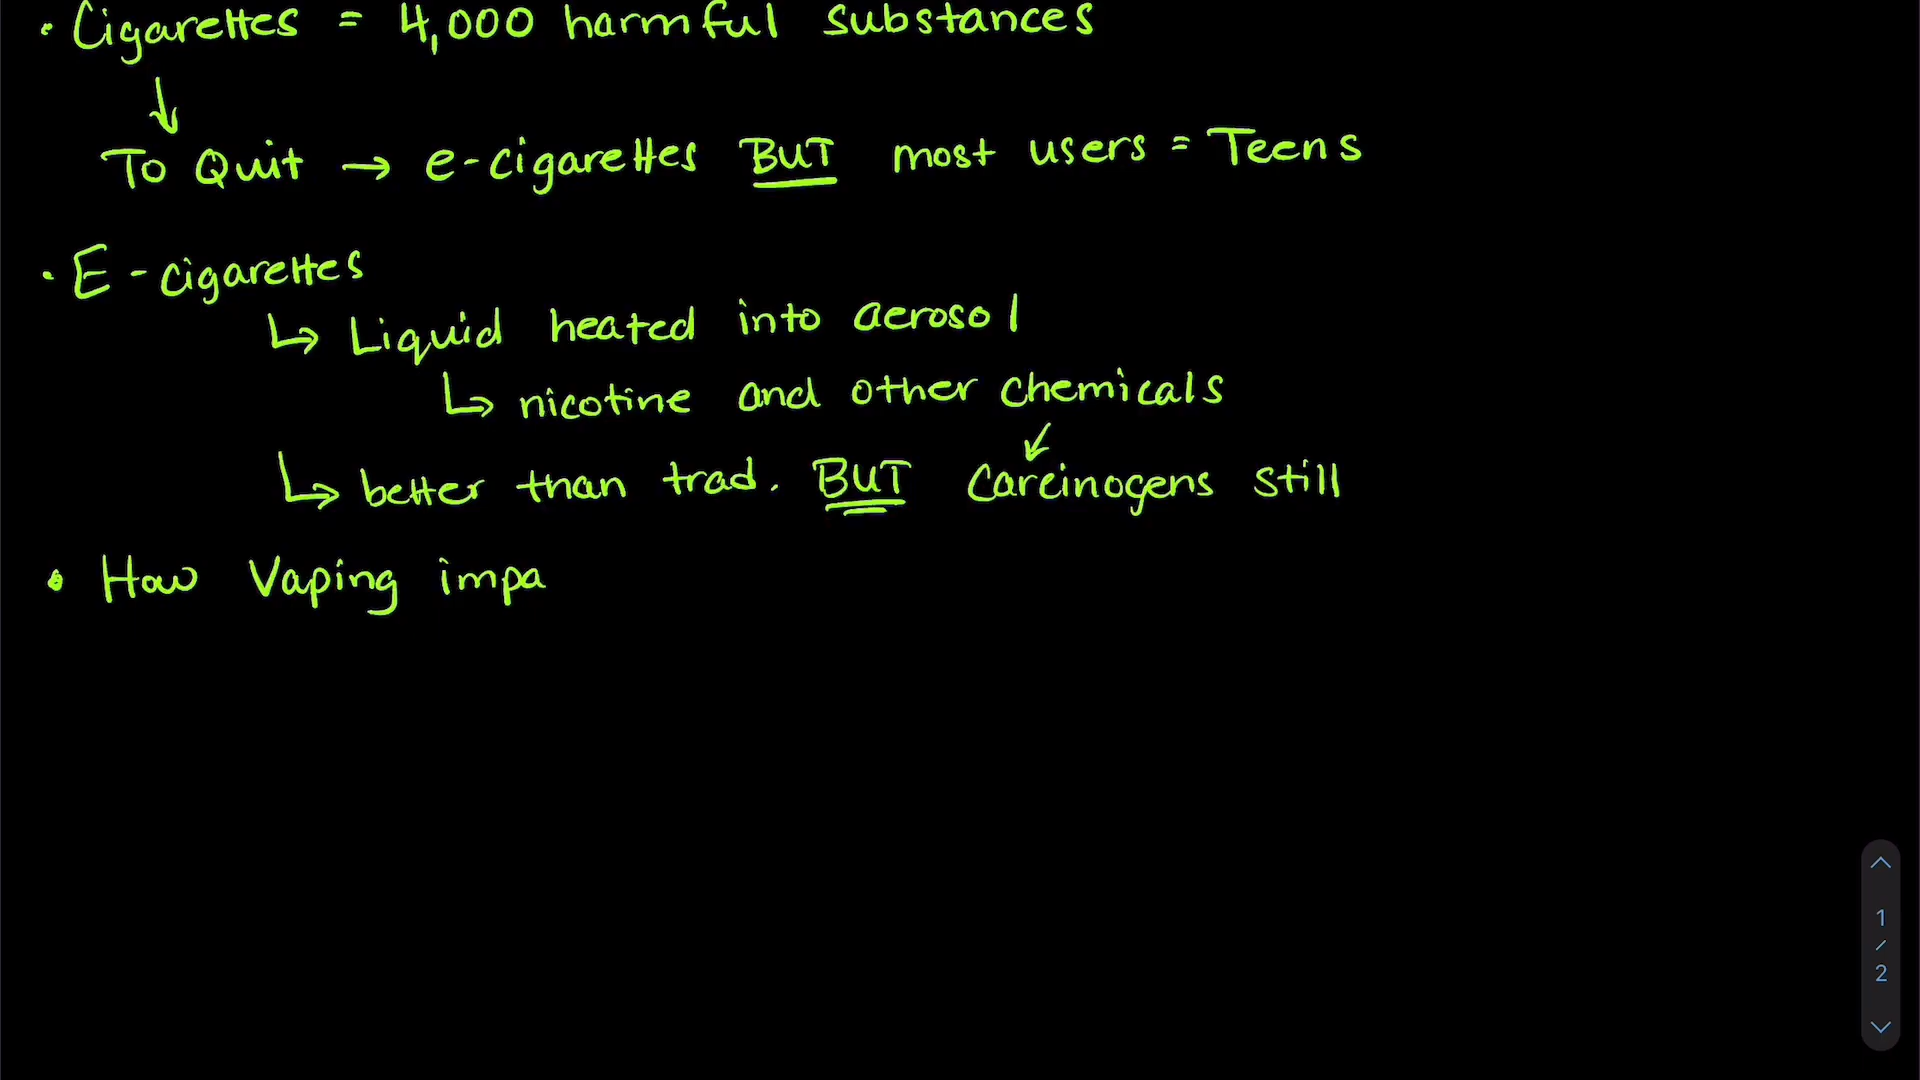 • Cigarettes = 4,000 harmful substances
↓
To Quit → e-cigarettes BUT most users = Teens
• E-cigarettes
↳ Liquid heated into aerosol
↳ nicotine and other chemicals
↙
↳ better than trad. BUT Carcinogens still
• How Vaping impa
1
/
2